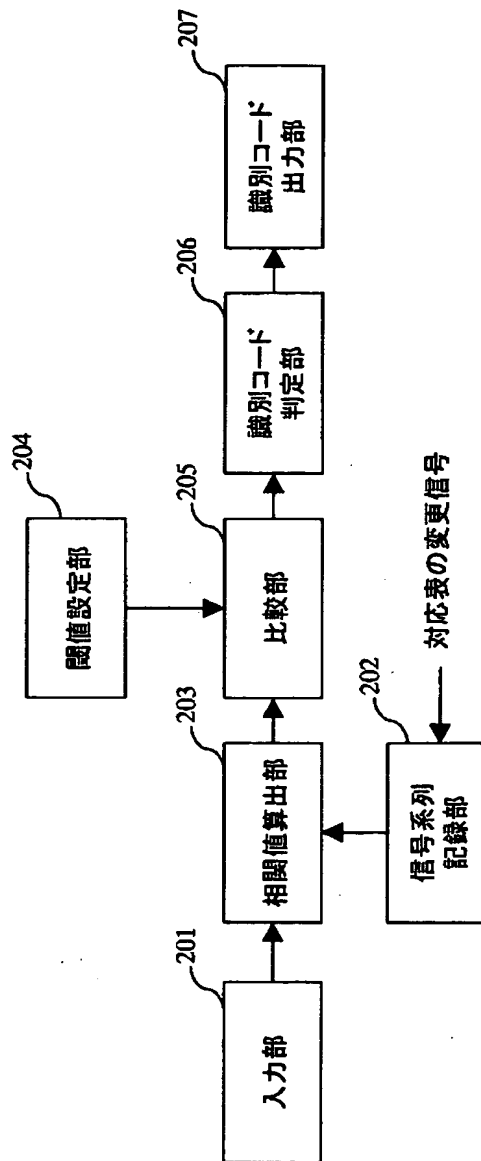 201
入力部
203
相関値算出部
202
信号系列
記録部
対応表の変更信号
204
閾値設定部
205
比較部
206
識別コード
判定部
207
識別コード
出力部